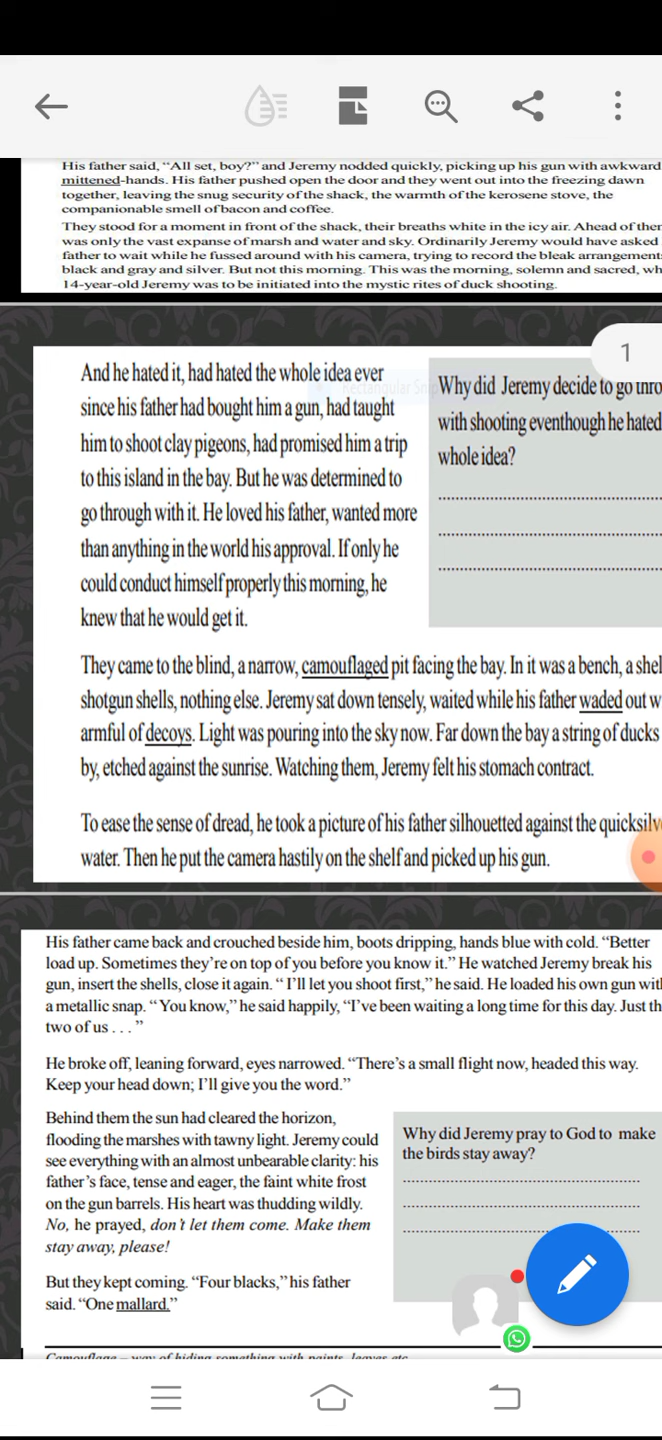 His father said, “All set, boy?” and Jeremy nodded quickly, picking up his gun with awkward
mittened-hands. His father pushed open the door and they went out into the freezing dawn
together, leaving the snug security of the shack, the warmth of the kerosene stove, the
companionable smell of bacon and coffee.
They stood for a moment in front of the shack, their breaths white in the icy air. Ahead of ther
was only the vast expanse of marsh and water and sky. Ordinarily Jeremy would have asked
father to wait while he fussed around with his camera, trying to record the bleak arrangement
black and gray and silver. But not this morning. This was the morning, solemn and sacred, wh
14-year-old Jeremy was to be initiated into the mystic rites of duck shooting.
1
And he hated it, had hated the whole idea ever
since his father had bought him a gun, had taught
him to shoot clay pigeons, had promised him a trip
to this island in the bay. But he was determined to
go through with it. He loved his father, wanted more
than anything in the world his approval. If only he
could conduct himself properly this morning, he
knew that he would get it.
Rectangular Snip
Why did Jeremy decide to go thro
with shooting eventhough he hated
whole idea?
They came to the blind, a narrow, camouflaged pit facing the bay. In it was a bench, a shel
shotgun shells, nothing else. Jeremy sat down tensely, waited while his father waded out w
armful of decoys. Light was pouring into the sky now. Far down the bay a string of ducks
by, etched against the sunrise. Watching them, Jeremy felt his stomach contract.
To ease the sense of dread, he took a picture of his father silhouetted against the quicksilve
water. Then he put the camera hastily on the shelf and picked up his gun.
His father came back and crouched beside him, boots dripping, hands blue with cold. “Better
load up. Sometimes they’re on top of you before you know it.” He watched Jeremy break his
gun, insert the shells, close it again. “ I’ll let you shoot first,” he said. He loaded his own gun wit
a metallic snap. “ You know,” he said happily, “I’ve been waiting a long time for this day. Just th
two of us . . . ”
He broke off, leaning forward, eyes narrowed. “There’s a small flight now, headed this way.
Keep your head down; I’ll give you the word.”
Behind them the sun had cleared the horizon,
flooding the marshes with tawny light. Jeremy could
see everything with an almost unbearable clarity: his
father’s face, tense and eager, the faint white frost
on the gun barrels. His heart was thudding wildly.
No, he prayed, don’t let them come. Make them
stay away, please!
Why did Jeremy pray to God to make
the birds stay away?
But they kept coming. “Four blacks,” his father
said. “One mallard.”
Camouflage – way of hiding something with paints, leaves etc